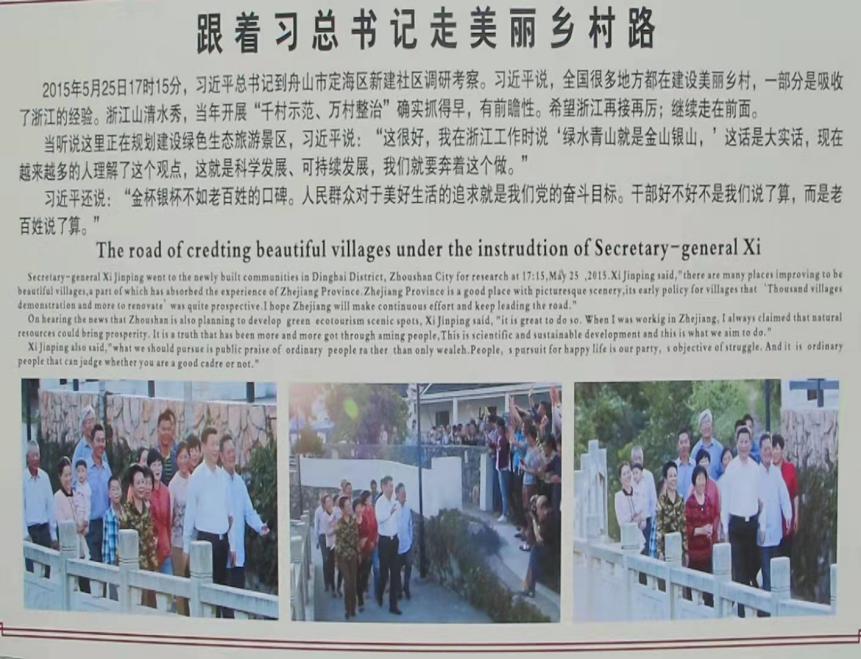 跟着习总书记走美丽乡村路
2015年5月25日17时15分，习近平总书记到舟山市定海区新建社区调研考察。习近平说，全国很多地方都在建设美丽乡村，一部分是吸收
了浙江的经验。浙江山清水秀，当年开展“千村示范、万村整治”确实抓得早，有前瞻性。希望浙江再接再厉；继续走在前面。
当听说这里正在规划建设绿色生态旅游景区，习近平说：“这很好，我在浙江工作时说‘绿水青山就是金山银山，’这话是大实话，现在
越来越多的人理解了这个观点，这就是科学发展、可持续发展，我们就要奔着这个做。”
习近平还说：“金杯银杯不如老百姓的口碑。人民群众对于美好生活的追求就是我们党的奋斗目标。干部好不好不是我们说了算，而是老
百姓说了算。”
The road of credting beautiful villages under the instrudtion of Secretary-general Xi
Secretary-general Xi Jinping went to the newly built communities in Dinghai District, Zhoushan City for research at 17:15,May 25 ,2015.Xi Jinping said,"there are many places improving to be
beautiful villages,a part of which has absorbed the experience of Zhejiang Province.Zhejiang Province is a good place with picturesque scenery,its early policy for villages that 'Thousand villages
demonstration and more to renovate' was quite prospective.I hope Zhejiang will make continuous effort and keep leading the road."
On hearing the news that Zhoushan is also planning to develop green ecotourism scenic spots, Xi Jinping said, "it is great to do so. When I was workig in Zhejiang, I always claimed that natural
resources could bring prosperity. It is a truth that has been more and more got through aming people,This is scientific and sustainable development and this is what we aim to do."
Xi Jinping also said,"what we should pursue is public praise of ordinary people ra ther than only wealeh.People, s pursuit for happy life is our party, s objective of struggle. And it is ordinary
people that can judge whether you are a good cadre or not."